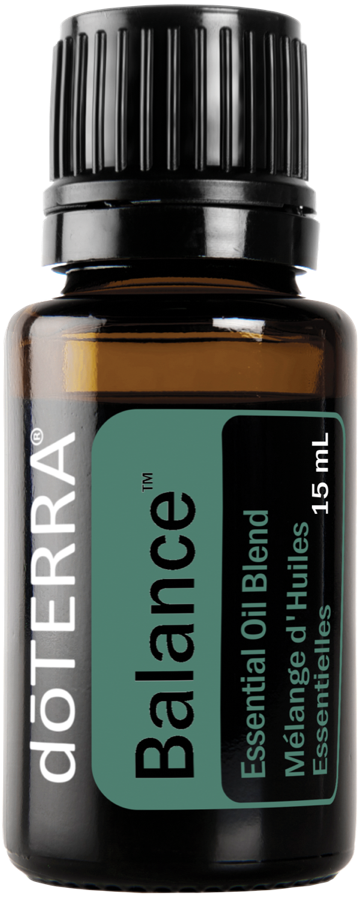 dōTERRA®
Balance™
Essential Oil Blend
Mélange d'Huiles
Essentielles
15 mL